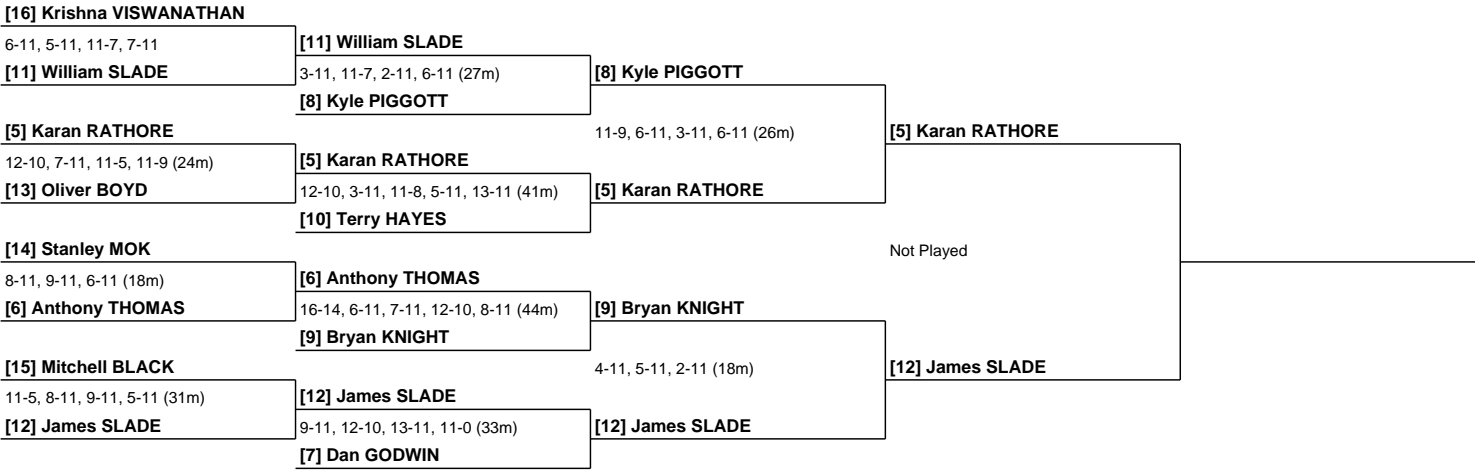 [16] Krishna VISWANATHAN
6-11, 5-11, 11-7, 7-11
[11] William SLADE
[11] William SLADE
3-11, 11-7, 2-11, 6-11 (27m)
[8] Kyle PIGGOTT
[8] Kyle PIGGOTT
[5] Karan RATHORE
12-10, 7-11, 11-5, 11-9 (24m)
[13] Oliver BOYD
[5] Karan RATHORE
12-10, 3-11, 11-8, 5-11, 13-11 (41m)
[10] Terry HAYES
11-9, 6-11, 3-11, 6-11 (26m)
[5] Karan RATHORE
[5] Karan RATHORE
[14] Stanley MOK
8-11, 9-11, 6-11 (18m)
[6] Anthony THOMAS
[6] Anthony THOMAS
16-14, 6-11, 7-11, 12-10, 8-11 (44m)
[9] Bryan KNIGHT
[9] Bryan KNIGHT
Not Played
[15] Mitchell BLACK
11-5, 8-11, 9-11, 5-11 (31m)
[12] James SLADE
[12] James SLADE
9-11, 12-10, 13-11, 11-0 (33m)
[7] Dan GODWIN
4-11, 5-11, 2-11 (18m)
[12] James SLADE
[12] James SLADE